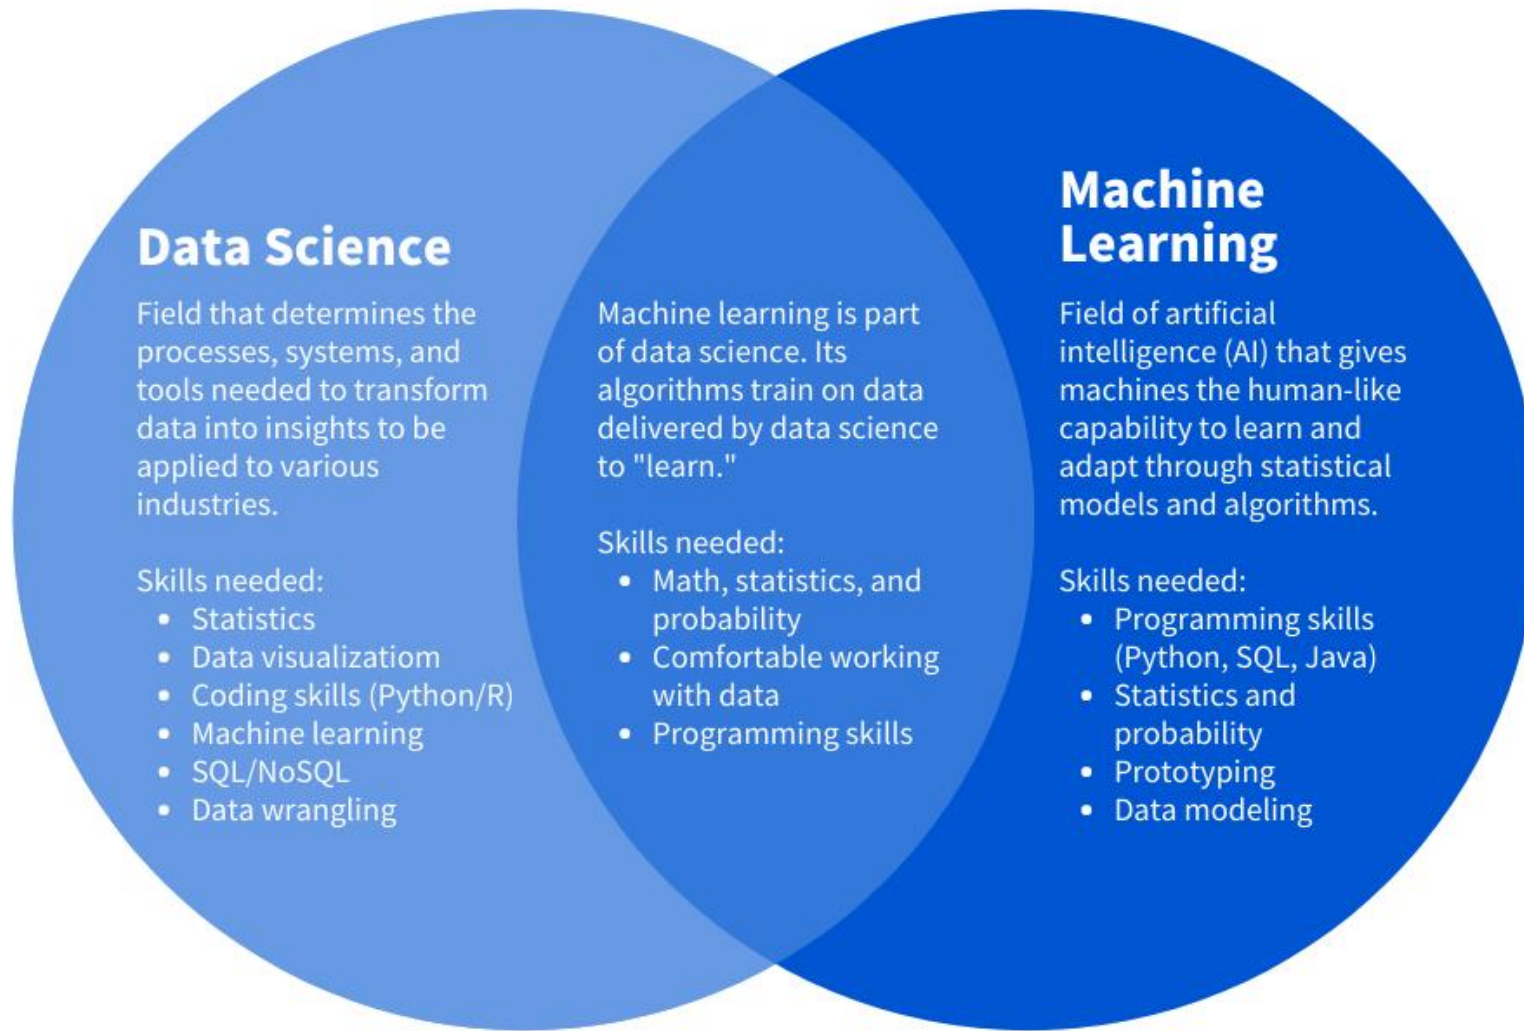 Data Science
Field that determines the
processes, systems, and
tools needed to transform
data into insights to be
applied to various
industries.
Skills needed:
• Statistics
• Data visualizatiom
• Coding skills (Python/R)
• Machine learning
• SQL/NoSQL
• Data wrangling
Machine learning is part
of data science. Its
algorithms train on data
delivered by data science
to "learn."
Skills needed:
• Math, statistics, and
probability
• Comfortable working
with data
• Programming skills
Machine
Learning
Field of artificial
intelligence (AI) that gives
machines the human-like
capability to learn and
adapt through statistical
models and algorithms.
Skills needed:
• Programming skills
(Python, SQL, Java)
• Statistics and
probability
• Prototyping
• Data modeling